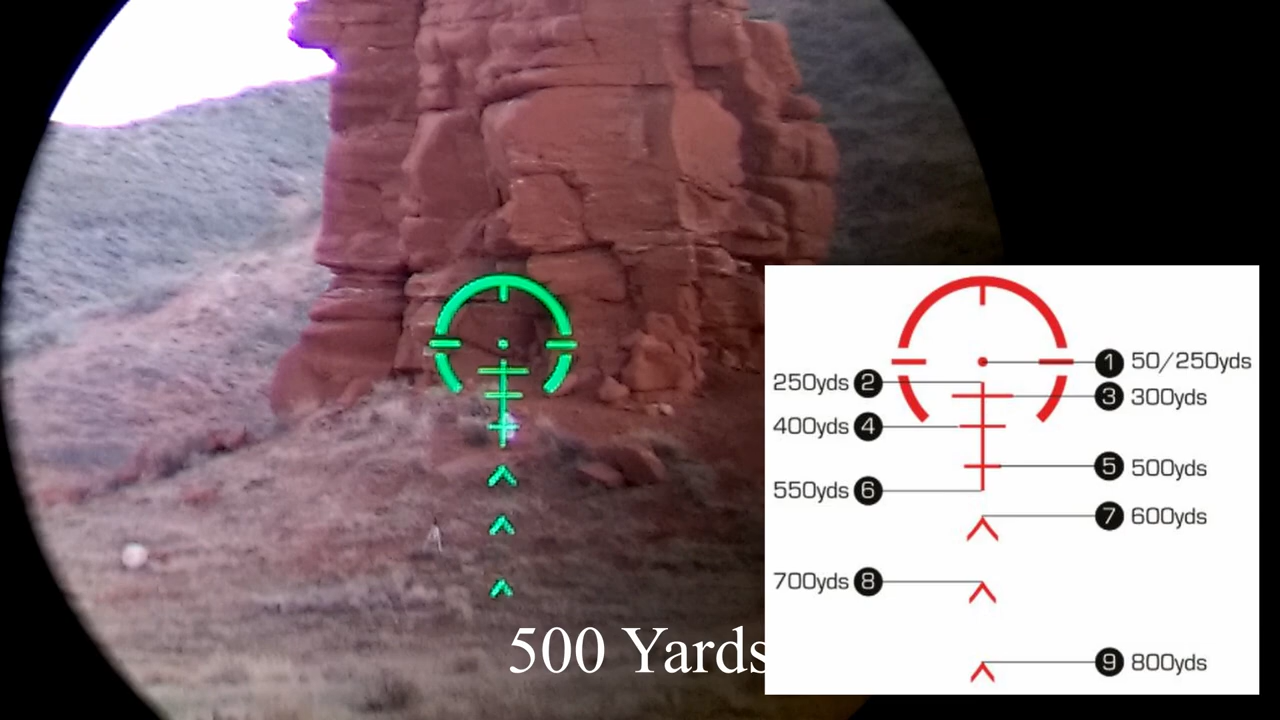 1 50/250yds
250yds 2
3 300yds
400yds 4
5 500yds
550yds 6
7 600yds
700yds 8
9 800yds
500 Yards